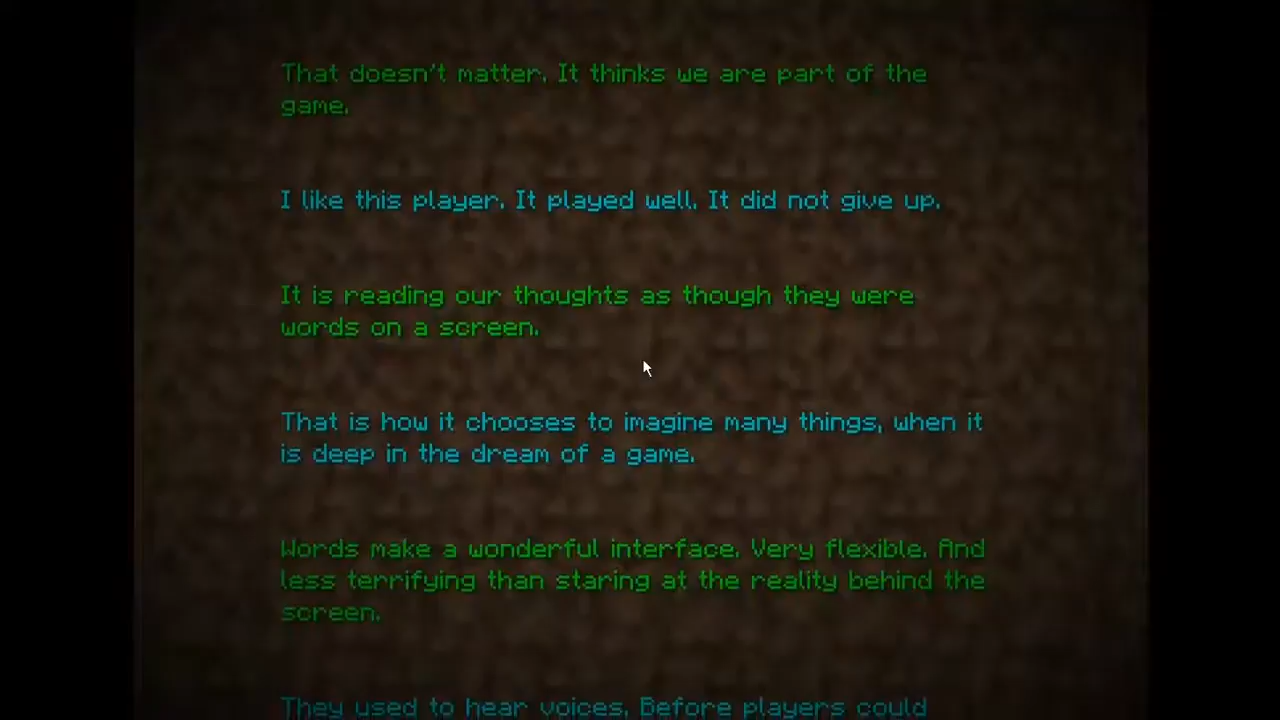 That doesn't matter. It thinks we are part of the
game.
I like this player. It played well. It did not give up.
It is reading our thoughts as though they were
words on a screen.
That is how it chooses to imagine many things, when it
is deep in the dream of a game.
Words make a wonderful interface. Very flexible. And
less terrifying than staring at the reality behind the
screen.
They used to hear voices. Before players could